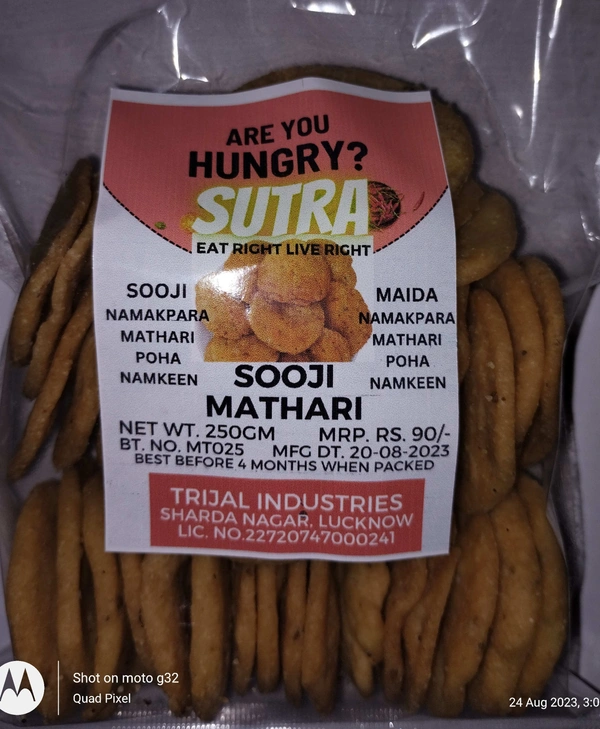 ARE YOU
HUNGRY?
SUTRA
EAT RIGHT LIVE RIGHT
SOOJI
NAMAKPARA
MATHARI
POHA
NAMKEEN
MAIDA
NAMAKPARA
MATHARI
POHA
NAMKEEN
SOOJI
MATHARI
NET WT. 250GM MRP. RS. 90/-
BT. NO. MT025 MFG DT. 20-08-2023
BEST BEFORE 4 MONTHS WHEN PACKED
TRIJAL INDUSTRIES
SHARDA NAGAR, LUCKNOW
LIC. NO.22720747000241
Shot on moto g32
Quad Pixel
24 Aug 2023, 3:0